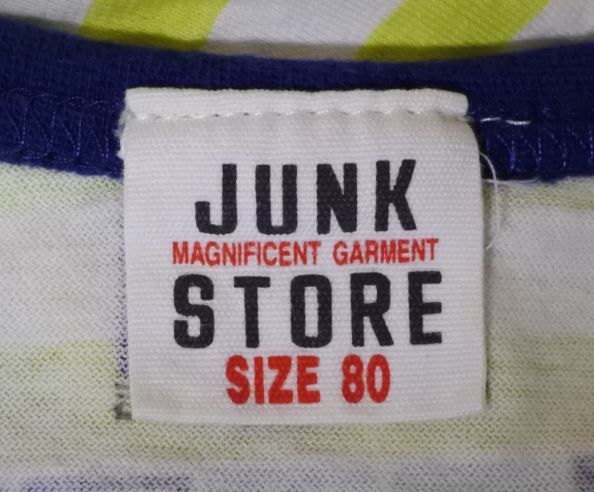 JUNK
MAGNIFICENT GARMENT
STORE
SIZE 80